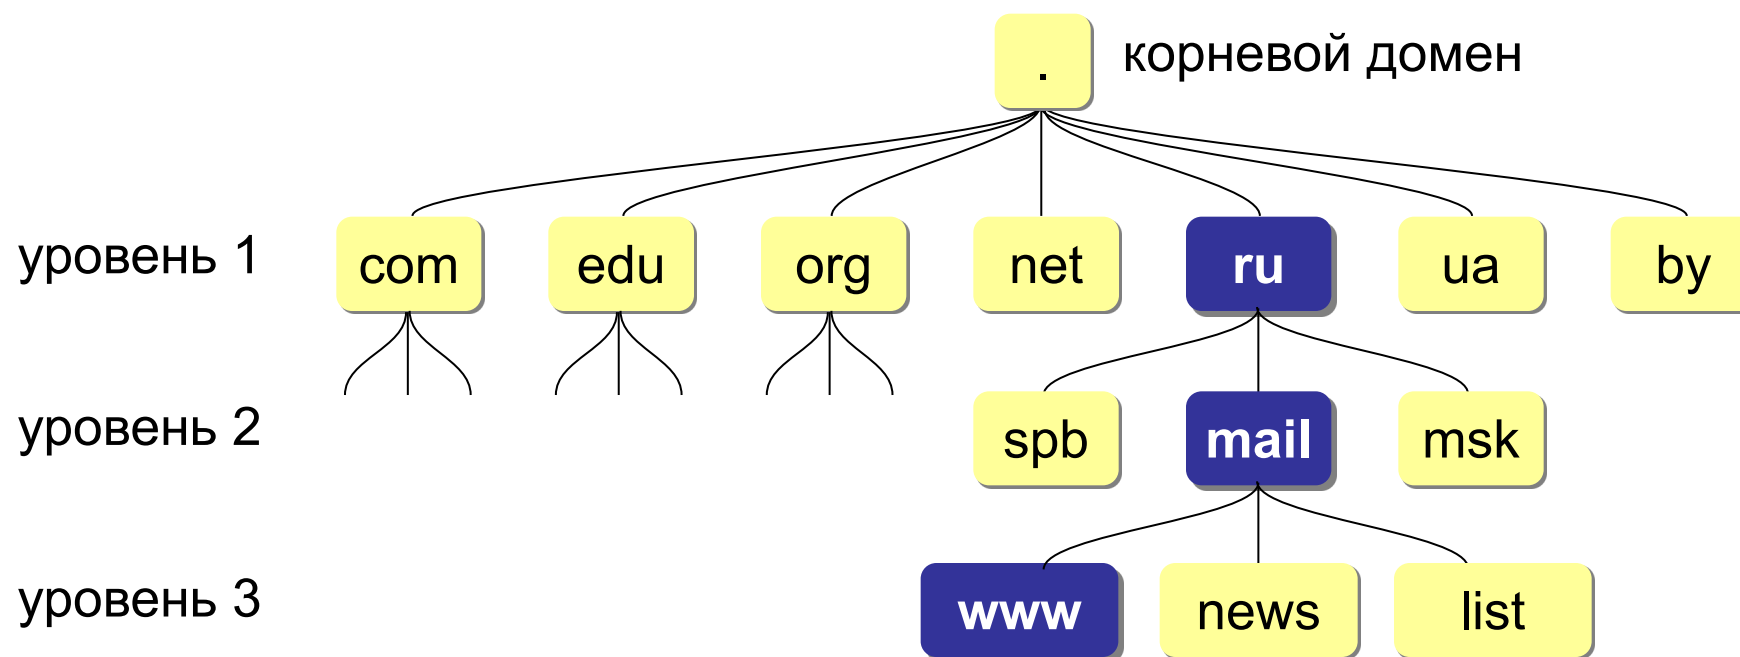 . корневой домен
уровень 1 com edu org net ru ua by
уровень 2 spb mail msk
уровень 3 www news list